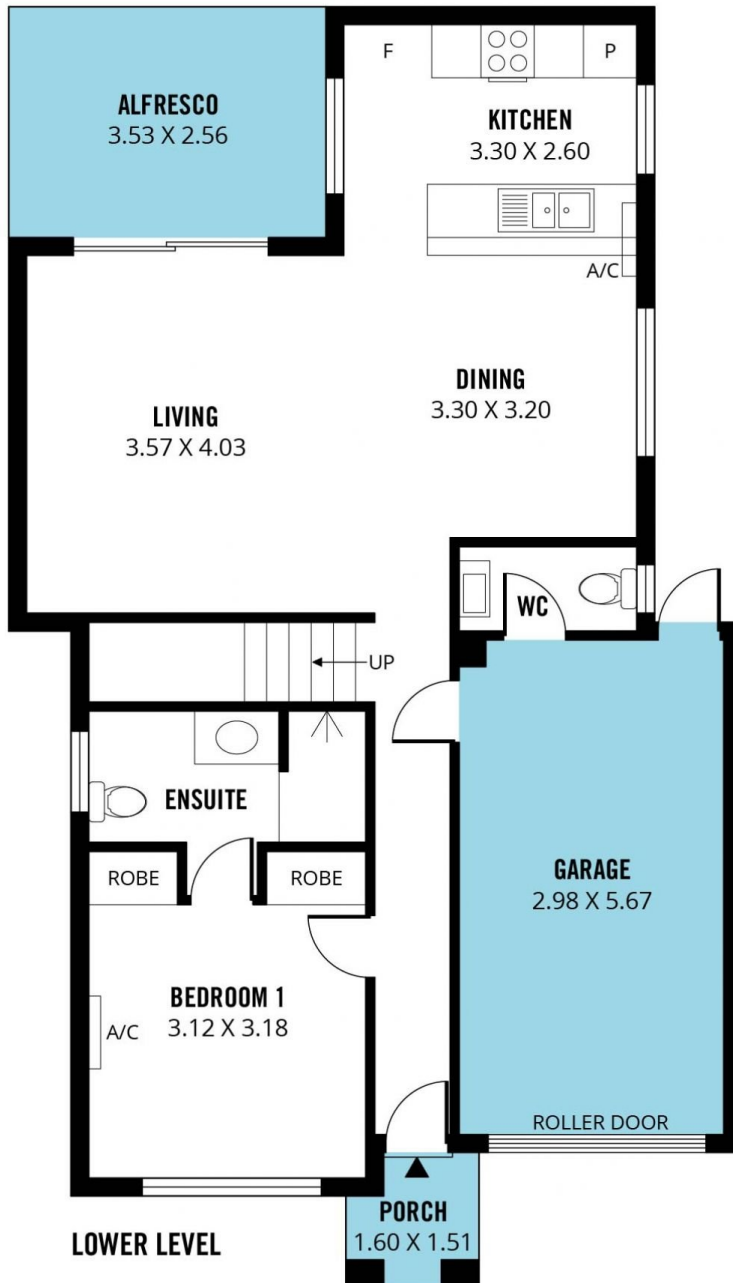 F
P
ALFRESCO
3.53 X 2.56
KITCHEN
3.30 X 2.60
A/C
DINING
3.30 X 3.20
LIVING
3.57 X 4.03
WC
UP
ENSUITE
ROBE
ROBE
GARAGE
2.98 X 5.67
BEDROOM 1
3.12 X 3.18
A/C
ROLLER DOOR
PORCH
1.60 X 1.51
LOWER LEVEL